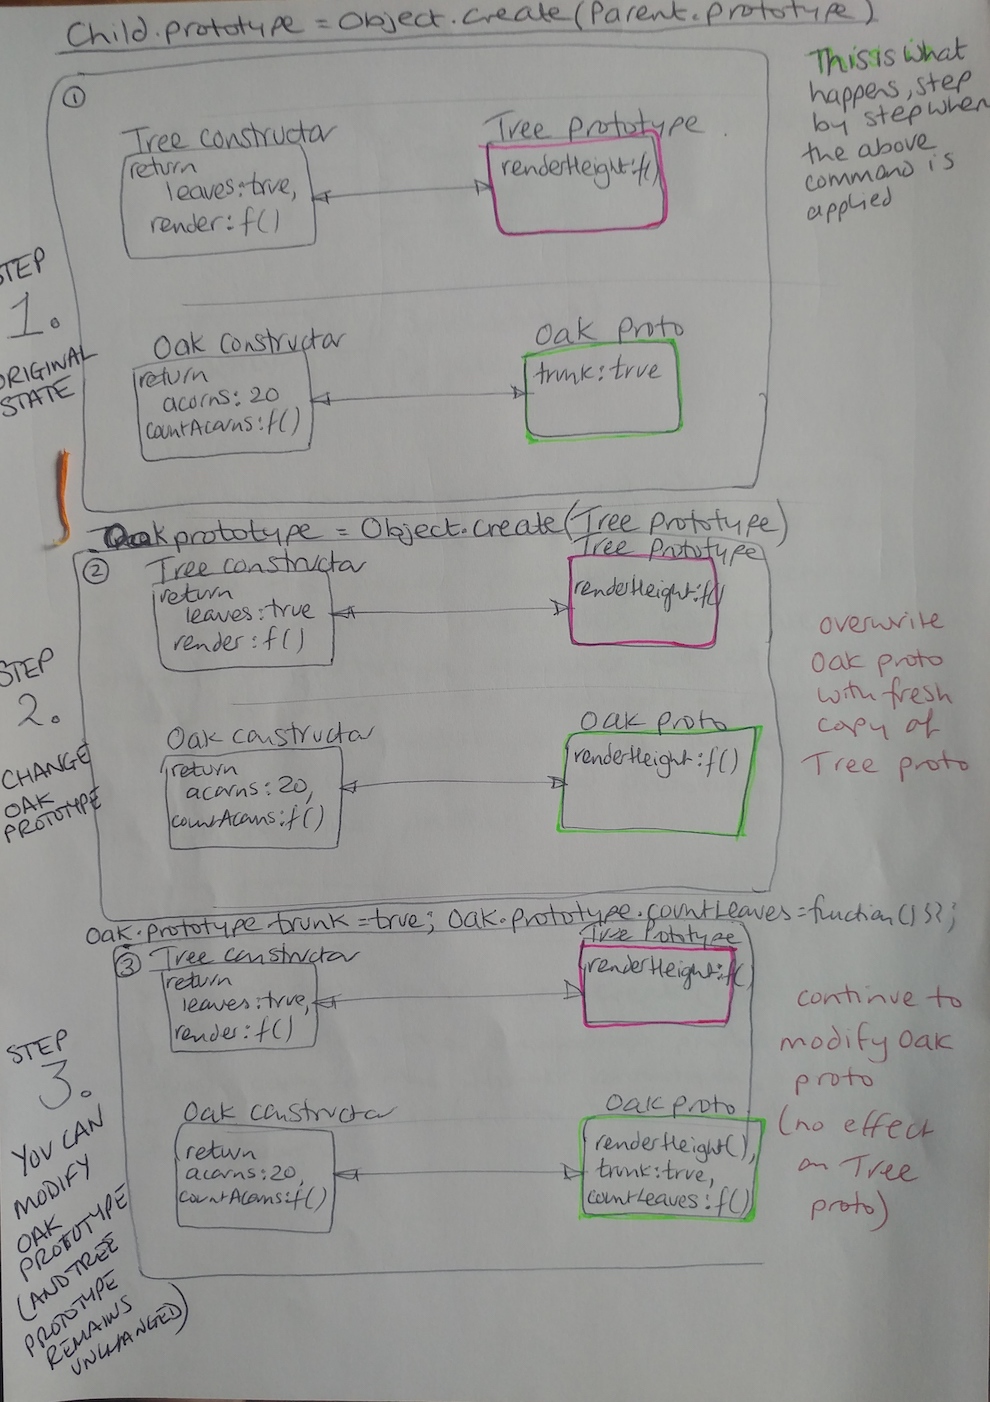 Child.prototype = Object.create(Parent.prototype)
This is what
happens, step
by step when
the above
command is
applied
①
Tree constructor
return
leaves:true,
render: f()
Tree prototype
renderHeight:f()
STEP
1.
ORIGINAL
STATE
Oak constructor
return
acorns: 20
countAcorns:f()
Oak proto
trunk:true
Oak prototype = Object.create(Tree prototype)
②
Tree constructor
return
leaves:true
render:f()
Tree prototype
renderHeight:f()
overwrite
Oak proto
with fresh
copy of
Tree proto
STEP
2.
CHANGE
OAK
PROTOTYPE
Oak constructor
return
acorns: 20,
countAcorns:f()
Oak proto
renderHeight:f()
Oak.prototype trunk=true; Oak.prototype.countLeaves=function(){};
③
Tree constructor
return
leaves:true,
render:f()
Tree Pototype
renderHeight:f(
continue to
modify Oak
proto
(no effect
on Tree
proto)
STEP
3.
YOU CAN
MODIFY
OAK
PROTOTYPE
(AND TREE
PROTOTYPE
REMAINS
UNCHANGED)
Oak constructor
return
acorns:20,
countAcorns:f()
Oak proto
renderHeight(),
trunk:true,
countLeaves:f()